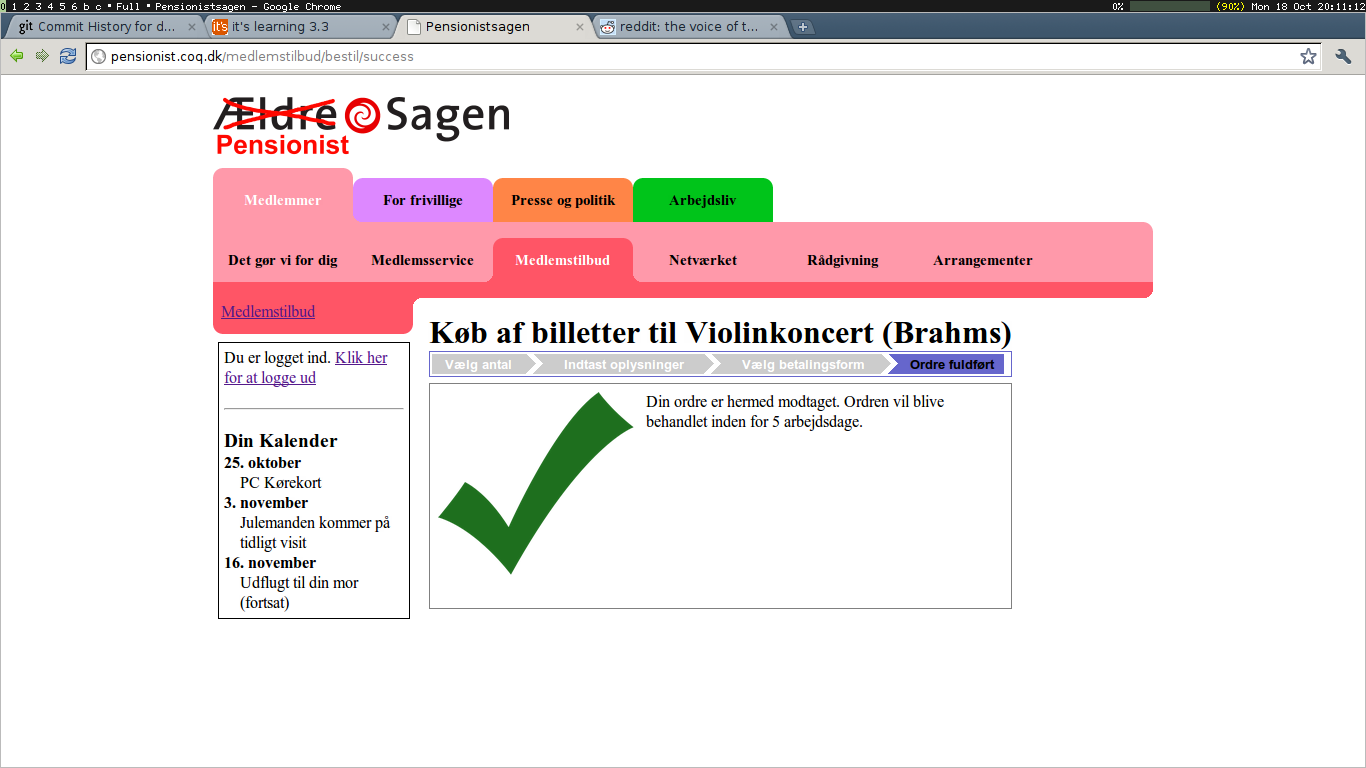 0 1 2 3 4 5 6 b c • Full • Pensionistsagen - Google Chrome 0% (90%) Mon 18 Oct 20:11:12
git Commit History for d... it's it's learning 3.3 Pensionistsagen reddit: the voice of t...
pensionist.coq.dk/medlemstilbud/bestil/success
Ældre Sagen
Pensionist
Medlemmer For frivillige Presse og politik Arbejdsliv
Det gør vi for dig Medlemsservice Medlemstilbud Netværket Rådgivning Arrangementer
Medlemstilbud
Du er logget ind. Klik her
for at logge ud
Din Kalender
25. oktober
PC Kørekort
3. november
Julemanden kommer på
tidligt visit
16. november
Udflugt til din mor
(fortsat)
Køb af billetter til Violinkoncert (Brahms)
Vælg antal Indtast oplysninger Vælg betalingsform Ordre fuldført
Din ordre er hermed modtaget. Ordren vil blive
behandlet inden for 5 arbejdsdage.